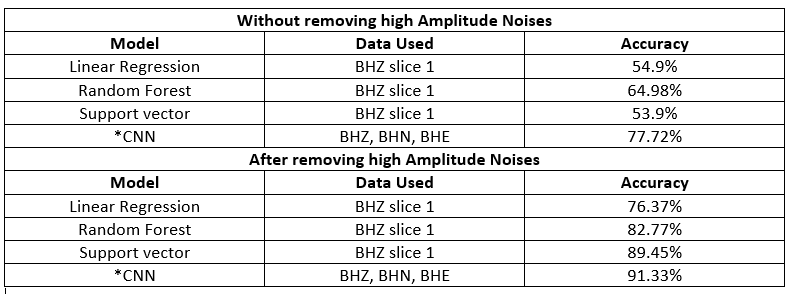 Without removing high Amplitude Noises
Model Data Used Accuracy
Linear Regression BHZ slice 1 54.9%
Random Forest BHZ slice 1 64.98%
Support vector BHZ slice 1 53.9%
*CNN BHZ, BHN, BHE 77.72%
After removing high Amplitude Noises
Model Data Used Accuracy
Linear Regression BHZ slice 1 76.37%
Random Forest BHZ slice 1 82.77%
Support vector BHZ slice 1 89.45%
*CNN BHZ, BHN, BHE 91.33%